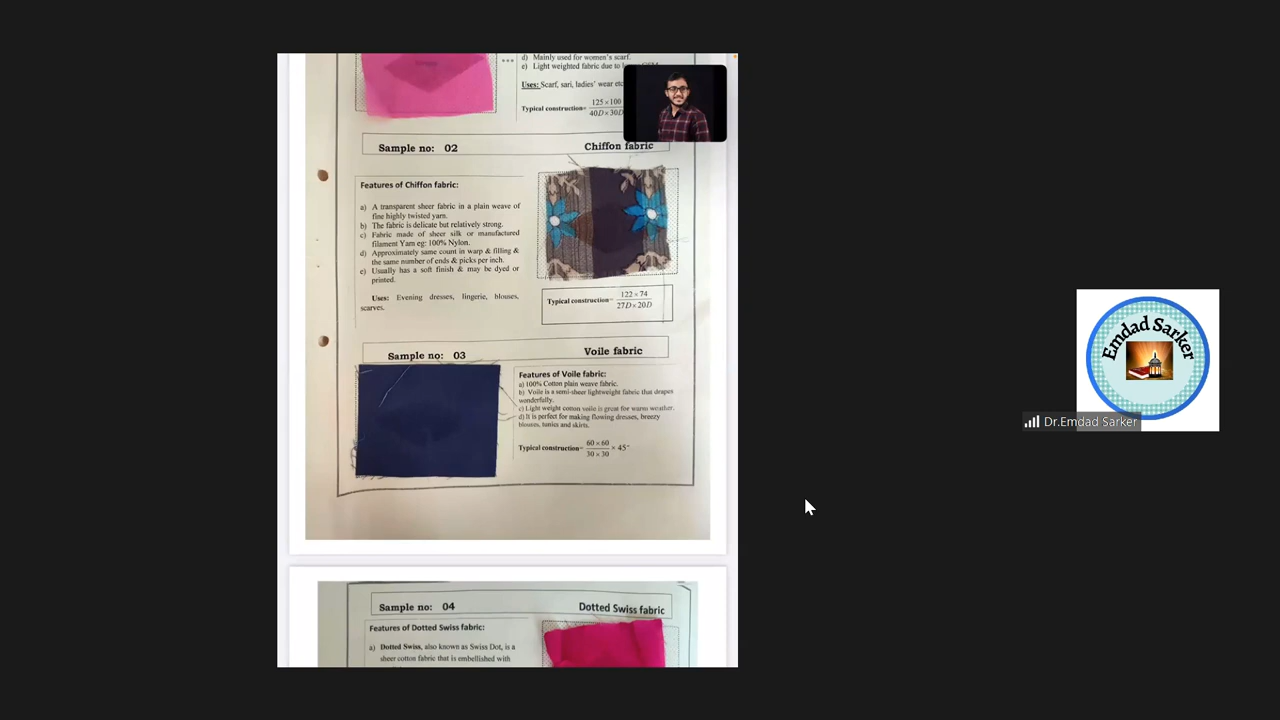 d) Mainly used for women's scarf.
e) Light weighted fabric due to
Uses: Scarf, sari, ladies' wear etc
Typical construction= 125 × 100
40D × 30D
Sample no: 02
Chiffon fabric
Features of Chiffon fabric:
a) A transparent sheer fabric in a plain weave of
fine highly twisted yarn.
b) The fabric is delicate but relatively strong.
c) Fabric made of sheer silk or manufactured
filament Yarn eg: 100% Nylon.
d) Approximately same count in warp & filling &
the same number of ends & picks per inch.
e) Usually has a soft finish & may be dyed or
printed.
Uses: Evening dresses, lingerie, blouses,
scarves.
Typical construction= 122 × 74
27D × 20D
Sample no: 03
Voile fabric
Features of Voile fabric:
a) 100% Cotton plain weave fabric.
b) Voile is a semi-sheer lightweight fabric that drapes
wonderfully.
c) Light weight cotton voile is great for warm weather.
d) It is perfect for making flowing dresses, breezy
blouses, tunics and skirts.
Typical construction= 60 × 60
30 × 30
× 45"
Sample no: 04
Dotted Swiss fabric
Features of Dotted Swiss fabric:
a) Dotted Swiss, also known as Swiss Dot, is a
sheer cotton fabric that is embellished with
Emdad Sarker
Dr.Emdad Sarker